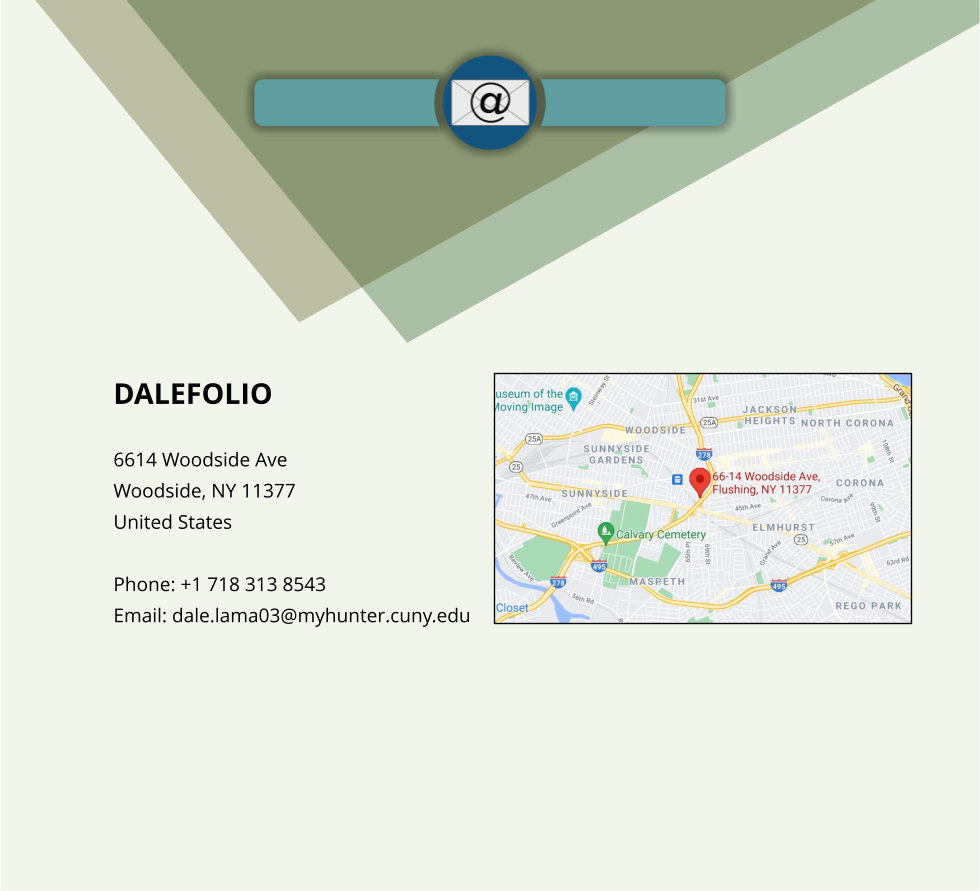 @
DALEFOLIO
6614 Woodside Ave
Woodside, NY 11377
United States
Phone: +1 718 313 8543
Email: dale.lama03@myhunter.cuny.edu
useum of the
Moving Image
Steinway St
31st Ave
Grand C
JACKSON
HEIGHTS
NORTH CORONA
25A
25A
WOODSIDE
108th St
SUNNYSIDE
GARDENS
278
25
66-14 Woodside Ave,
Flushing, NY 11377
CORONA
SUNNYSIDE
47th Ave
Corona Ave
45th Ave
99th St
Greenpoint Ave
ELMHURST
Calvary Cemetery
25
57th Ave
Grand Ave
65th Pl
69th St
63rd Rd
Review Ave
495
278
MASPETH
495
56th Rd
Closet
REGO PARK